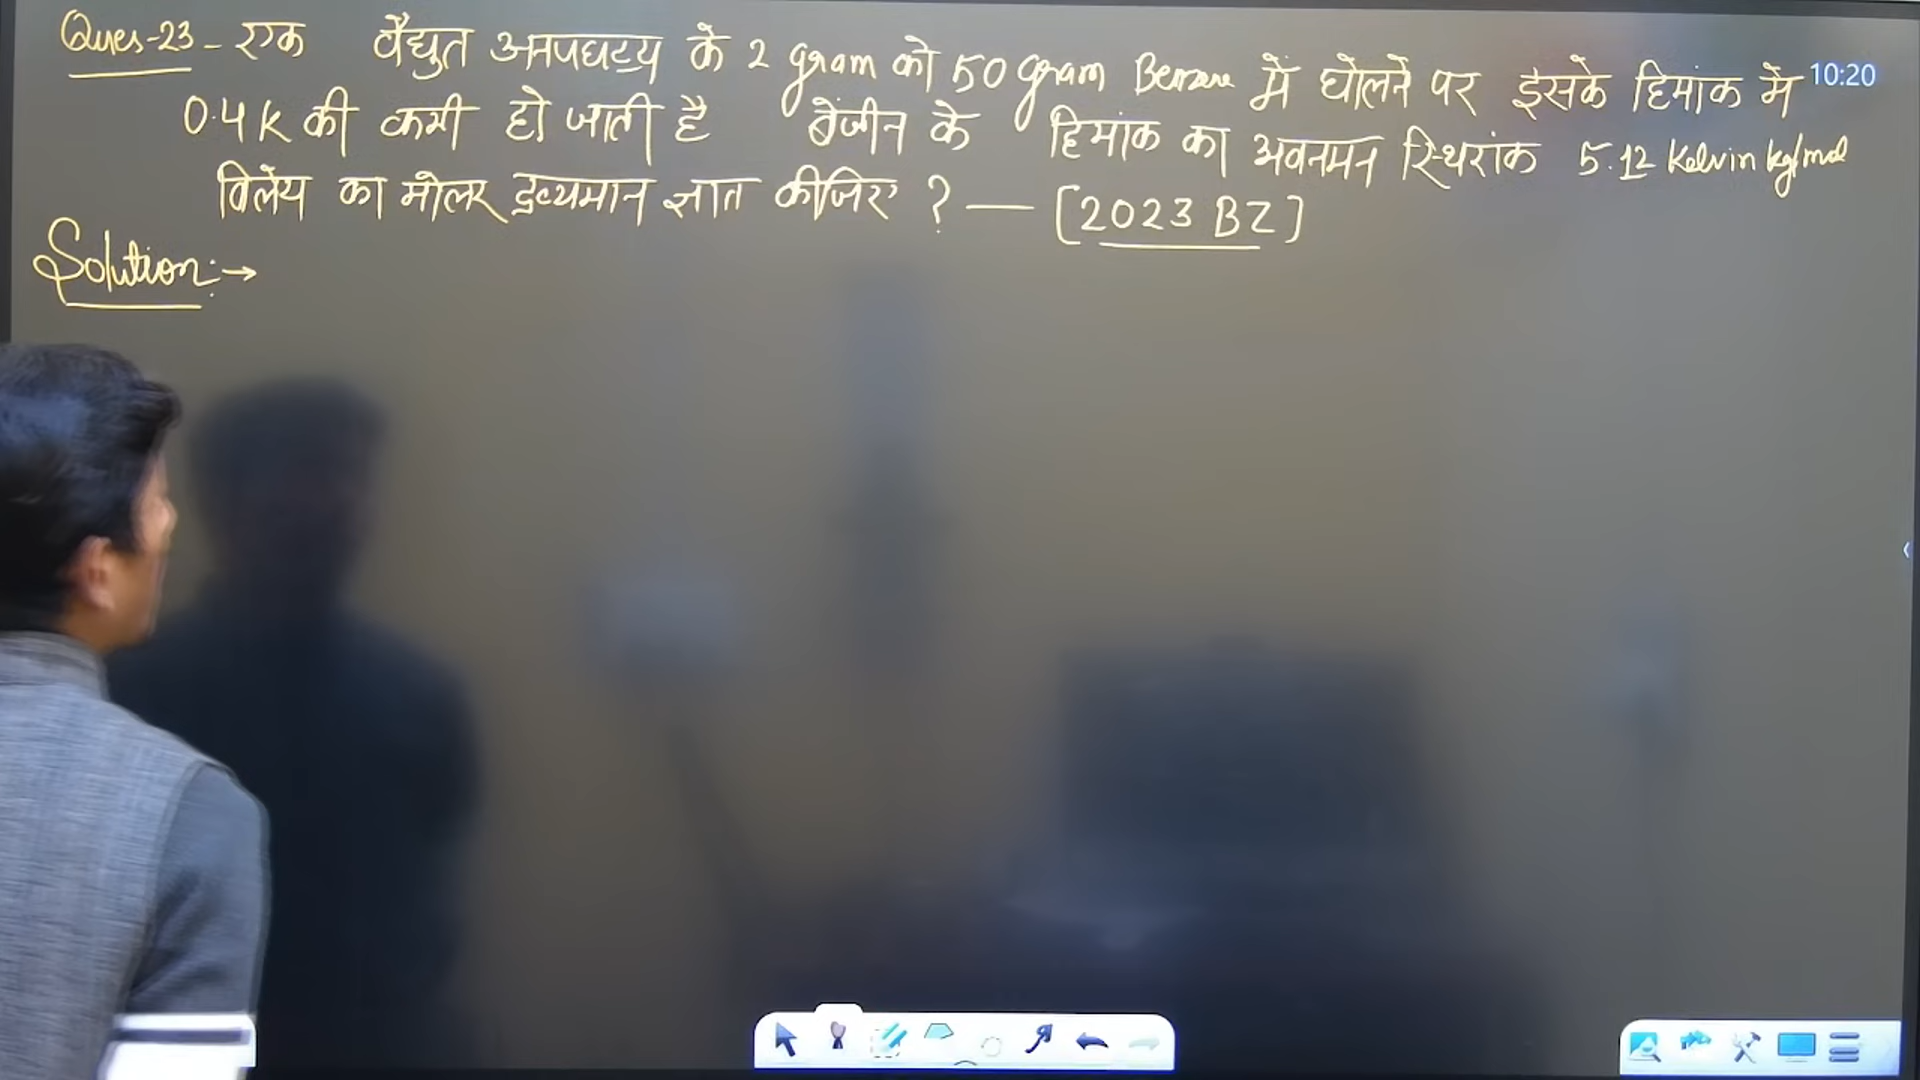 Ques-23 - एक वैद्युत अनपघट्य के 2 gram को 50 gram Benzene में घोलने पर इसके हिमांक में
10:20
0.4 K की कमी हो जाती है बेंजीन के हिमांक का अवनमन स्थिरांक 5.12 Kelvin kg/mol
विलेय का मोलर द्रव्यमान ज्ञात कीजिए ? — [2023 BZ]
Solution:→